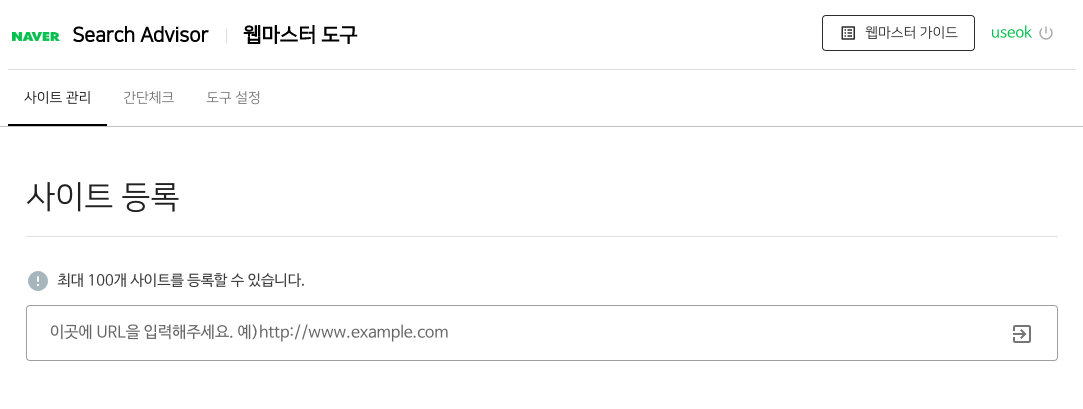 NAVER Search Advisor 웹마스터 도구 웹마스터 가이드 useok
사이트 관리 간단체크 도구 설정
사이트 등록
최대 100개 사이트를 등록할 수 있습니다.
이곳에 URL을 입력해주세요. 예)http://www.example.com